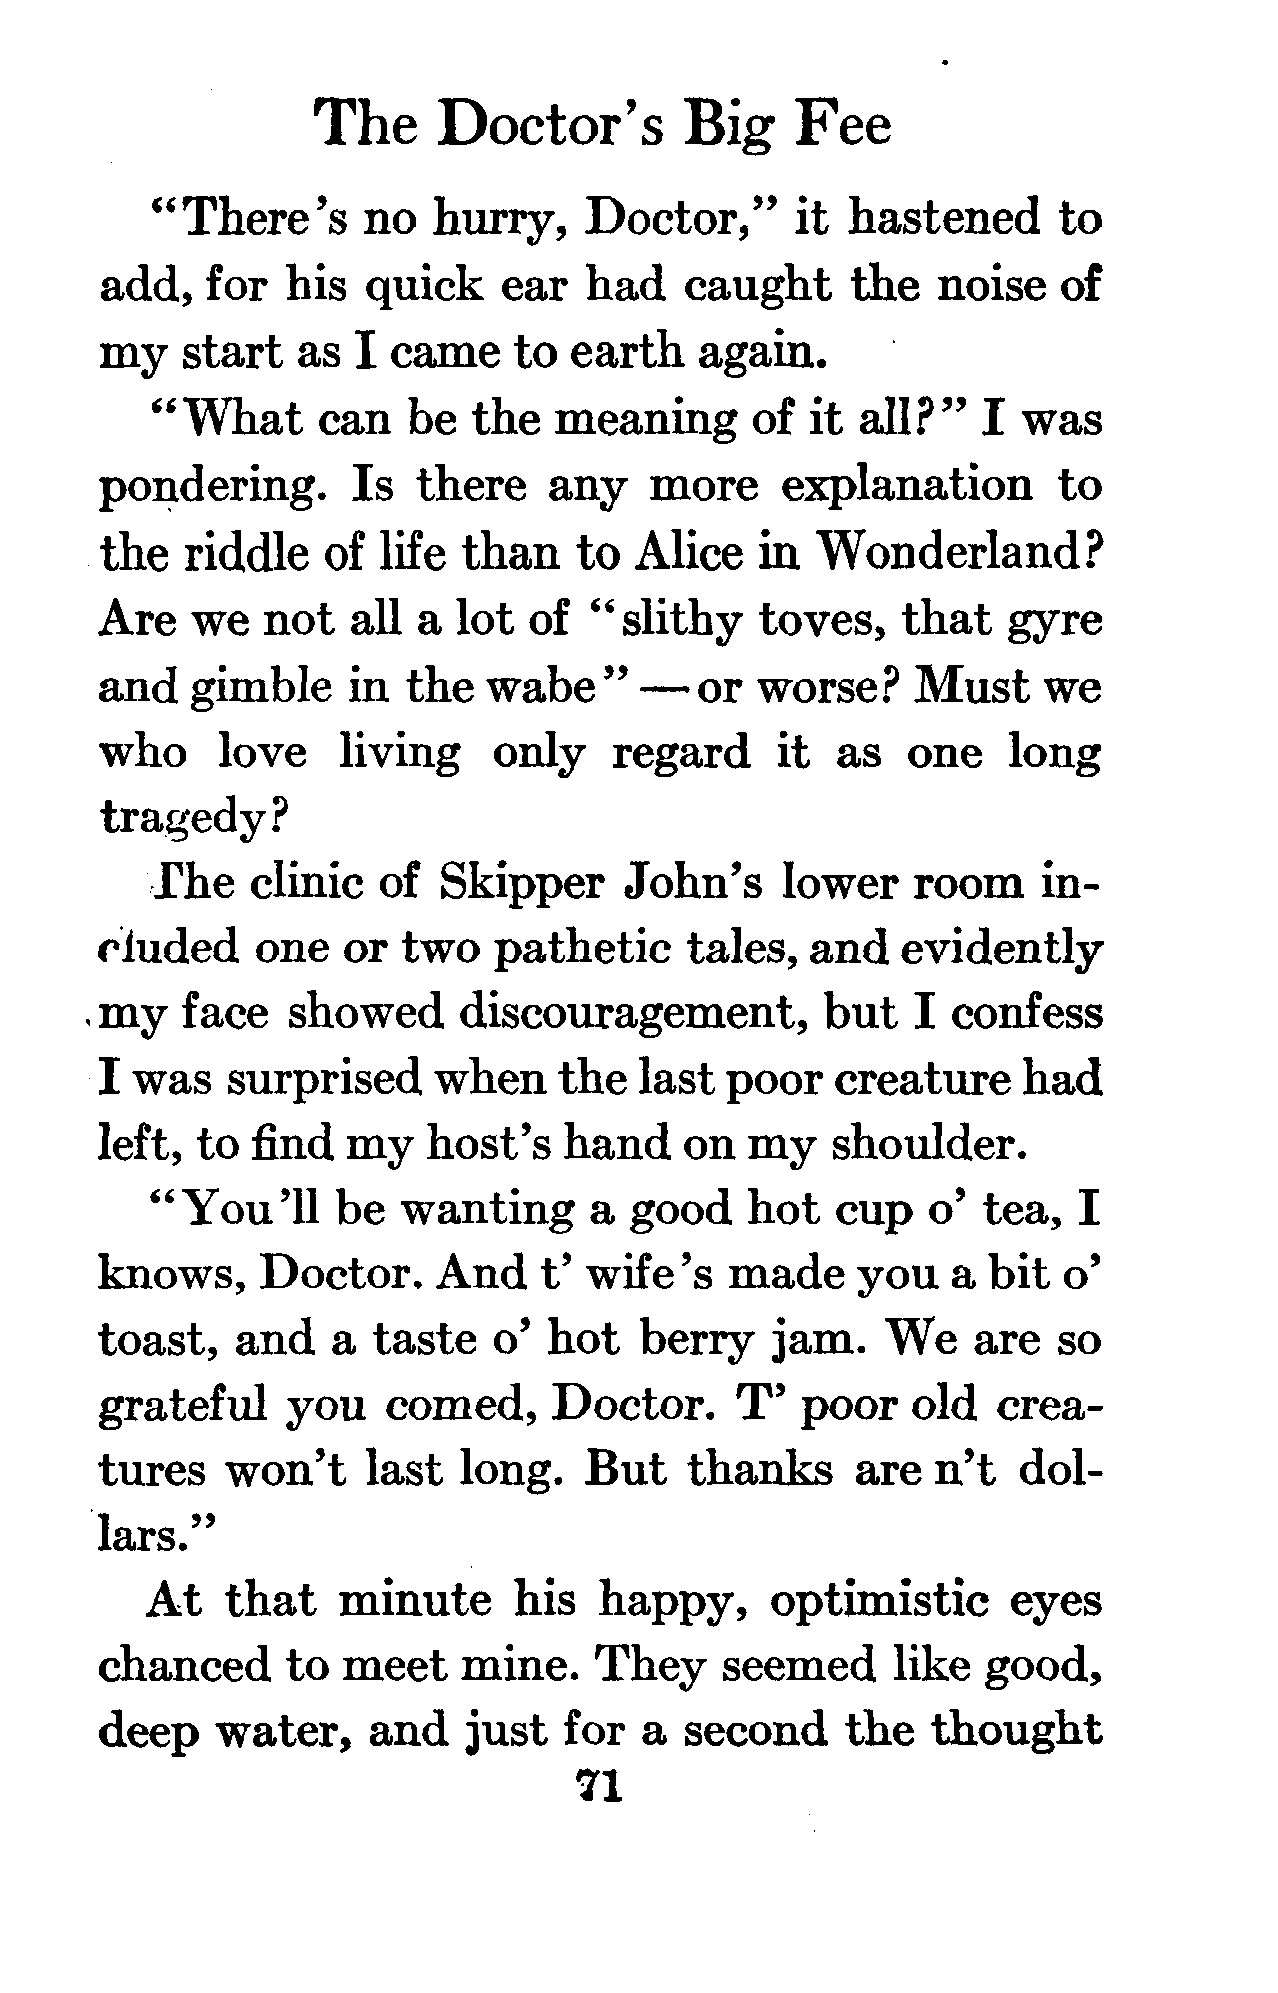 The Doctor's Big Fee
"There's no hurry, Doctor," it hastened to
add, for his quick ear had caught the noise of
my start as I came to earth again.
"What can be the meaning of it all?" I was
pondering. Is there any more explanation to
the riddle of life than to Alice in Wonderland?
Are we not all a lot of "slithy toves, that gyre
and gimble in the wabe" — or worse? Must we
who love living only regard it as one long
tragedy?
The clinic of Skipper John's lower room in-
cluded one or two pathetic tales, and evidently
my face showed discouragement, but I confess
I was surprised when the last poor creature had
left, to find my host's hand on my shoulder.
"You'll be wanting a good hot cup o' tea, I
knows, Doctor. And t' wife's made you a bit o'
toast, and a taste o' hot berry jam. We are so
grateful you comed, Doctor. T' poor old crea-
tures won't last long. But thanks are n't dol-
lars."
At that minute his happy, optimistic eyes
chanced to meet mine. They seemed like good,
deep water, and just for a second the thought
71